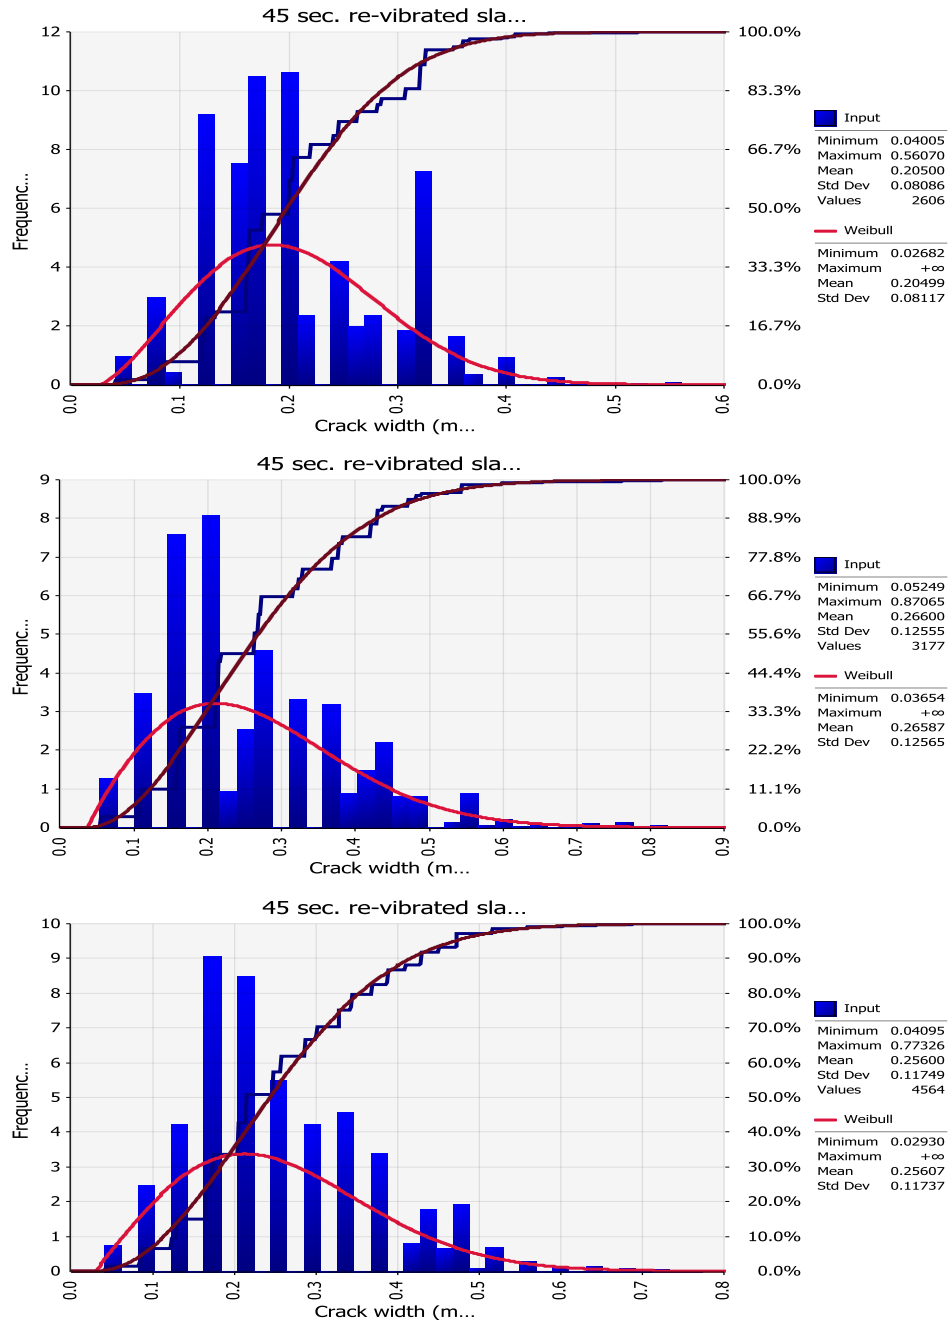 45 sec. re-vibrated sla...
12
10
8
6
4
2
0
Frequenc...
100.0%
83.3%
66.7%
50.0%
33.3%
16.7%
0.0%
0.0 0.1 0.2 0.3 0.4 0.5 0.6
Crack width (m...
Input
Minimum 0.04005
Maximum 0.56070
Mean 0.20500
Std Dev 0.08086
Values 2606
Weibull
Minimum 0.02682
Maximum +∞
Mean 0.20499
Std Dev 0.08117
45 sec. re-vibrated sla...
9
8
7
6
5
4
3
2
1
0
Frequenc...
100.0%
88.9%
77.8%
66.7%
55.6%
44.4%
33.3%
22.2%
11.1%
0.0%
0.0 0.1 0.2 0.3 0.4 0.5 0.6 0.7 0.8 0.9
Crack width (m...
Input
Minimum 0.05249
Maximum 0.87065
Mean 0.26600
Std Dev 0.12555
Values 3177
Weibull
Minimum 0.03654
Maximum +∞
Mean 0.26587
Std Dev 0.12565
45 sec. re-vibrated sla...
10
9
8
7
6
5
4
3
2
1
0
Frequenc...
100.0%
90.0%
80.0%
70.0%
60.0%
50.0%
40.0%
30.0%
20.0%
10.0%
0.0%
0.0 0.1 0.2 0.3 0.4 0.5 0.6 0.7 0.8
Crack width (m...
Input
Minimum 0.04095
Maximum 0.77326
Mean 0.25600
Std Dev 0.11749
Values 4564
Weibull
Minimum 0.02930
Maximum +∞
Mean 0.25607
Std Dev 0.11737